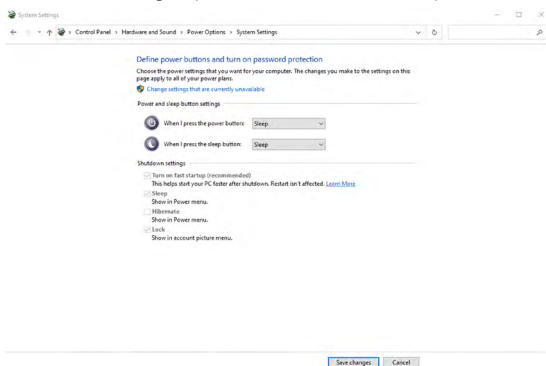 System Settings
Control Panel > Hardware and Sound > Power Options > System Settings
Define power buttons and turn on password protection
Choose the power settings that you want for your computer. The changes you make to the settings on this
page apply to all of your power plans.
Change settings that are currently unavailable
Power and sleep button settings
When I press the power button: Sleep
When I press the sleep button: Sleep
Shutdown settings
Turn on fast startup (recommended)
This helps start your PC faster after shutdown. Restart isn't affected. Learn More
Sleep
Show in Power menu.
Hibernate
Show in Power menu.
Lock
Show in account picture menu.
Save changes Cancel